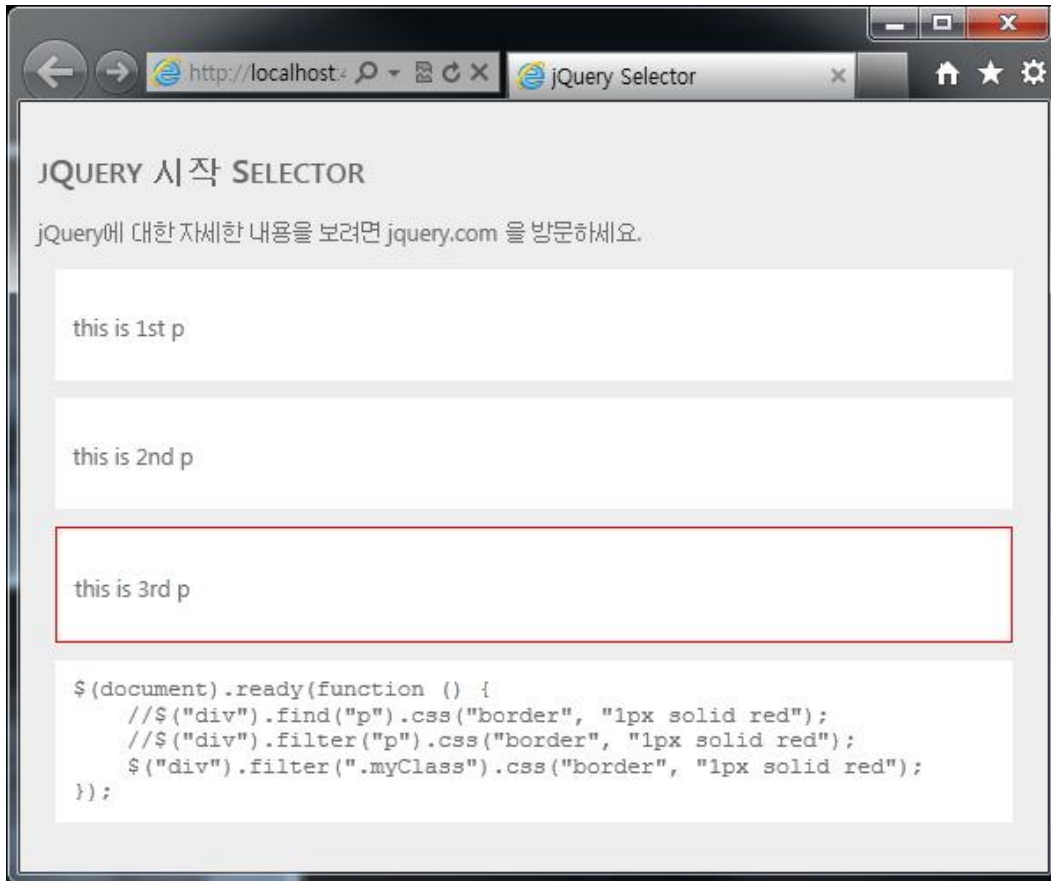 http://localhost:4
jQuery Selector
JQUERY 시작 SELECTOR
jQuery에 대한 자세한 내용을 보려면 jquery.com 을 방문하세요.
this is 1st p
this is 2nd p
this is 3rd p
$(document).ready(function () {
    //$("div").find("p").css("border", "1px solid red");
    //$("div").filter("p").css("border", "1px solid red");
    $("div").filter(".myClass").css("border", "1px solid red");
});